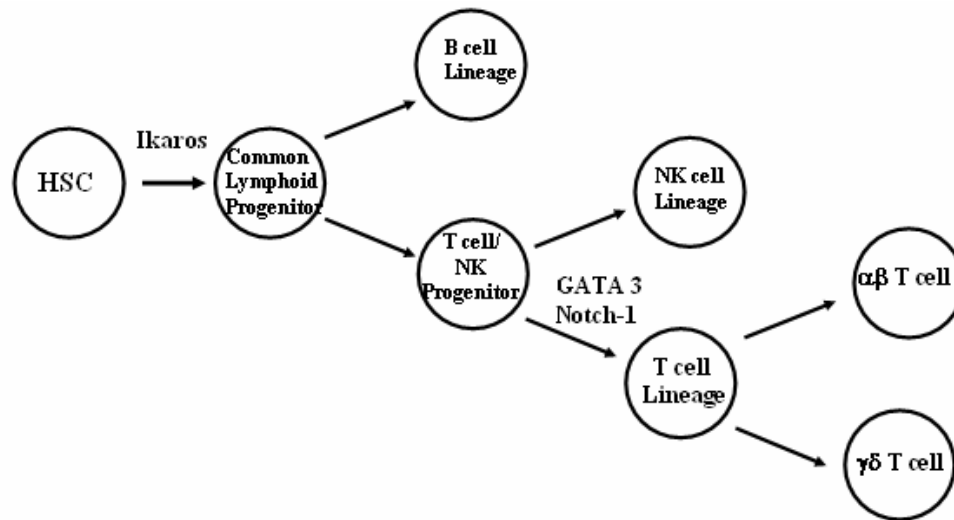 B cell
Lineage
Ikaros
HSC
Common
Lymphoid
Progenitor
NK cell
Lineage
T cell/
NK
Progenitor
GATA 3
Notch-1
αβ T cell
T cell
Lineage
γδ T cell